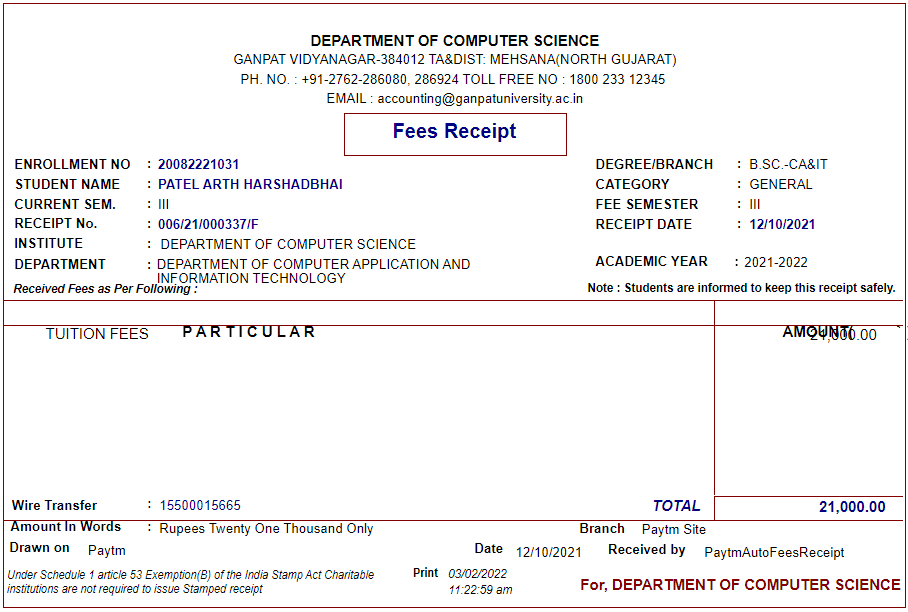 DEPARTMENT OF COMPUTER SCIENCE
GANPAT VIDYANAGAR-384012 TA&DIST: MEHSANA(NORTH GUJARAT)
PH. NO. : +91-2762-286080, 286924 TOLL FREE NO : 1800 233 12345
EMAIL : accounting@ganpatuniversity.ac.in
Fees Receipt
ENROLLMENT NO : 20082221031 DEGREE/BRANCH : B.SC.-CA&IT
STUDENT NAME : PATEL ARTH HARSHADBHAI CATEGORY : GENERAL
CURRENT SEM. : III FEE SEMESTER : III
RECEIPT No. : 006/21/000337/F RECEIPT DATE : 12/10/2021
INSTITUTE : DEPARTMENT OF COMPUTER SCIENCE
DEPARTMENT : DEPARTMENT OF COMPUTER APPLICATION AND ACADEMIC YEAR : 2021-2022
INFORMATION TECHNOLOGY
Received Fees as Per Following : Note : Students are informed to keep this receipt safely.
PARTICULAR AMOUNT(
TUITION FEES 21,000.00
Wire Transfer : 15500015665 TOTAL 21,000.00
Amount In Words : Rupees Twenty One Thousand Only Branch Paytm Site
Drawn on Paytm Date 12/10/2021 Received by PaytmAutoFeesReceipt
Under Schedule 1 article 53 Exemption(B) of the India Stamp Act Charitable Print 03/02/2022
institutions are not required to issue Stamped receipt 11:22:59 am
For, DEPARTMENT OF COMPUTER SCIENCE